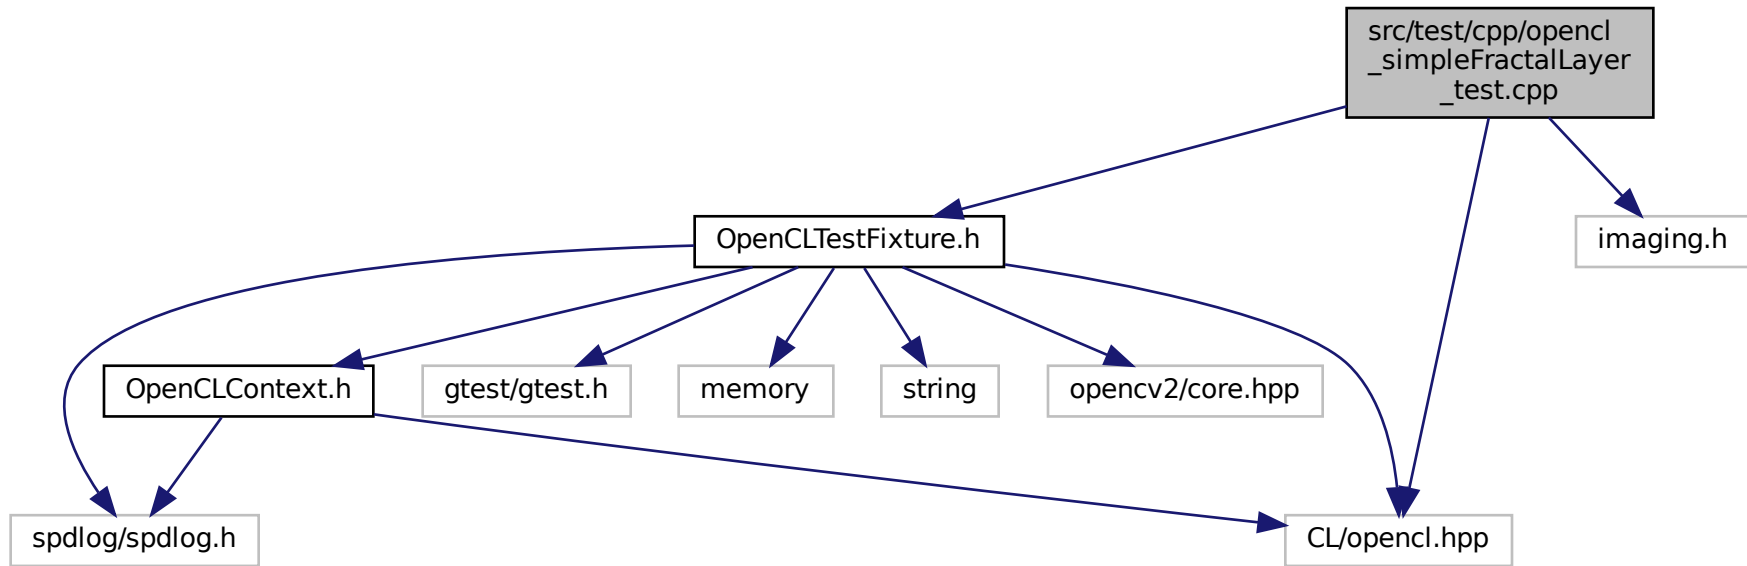 src/test/cpp/opencl
_simpleFractalLayer
_test.cpp
OpenCLTestFixture.h
imaging.h
OpenCLContext.h
gtest/gtest.h
memory
string
opencv2/core.hpp
spdlog/spdlog.h
CL/opencl.hpp